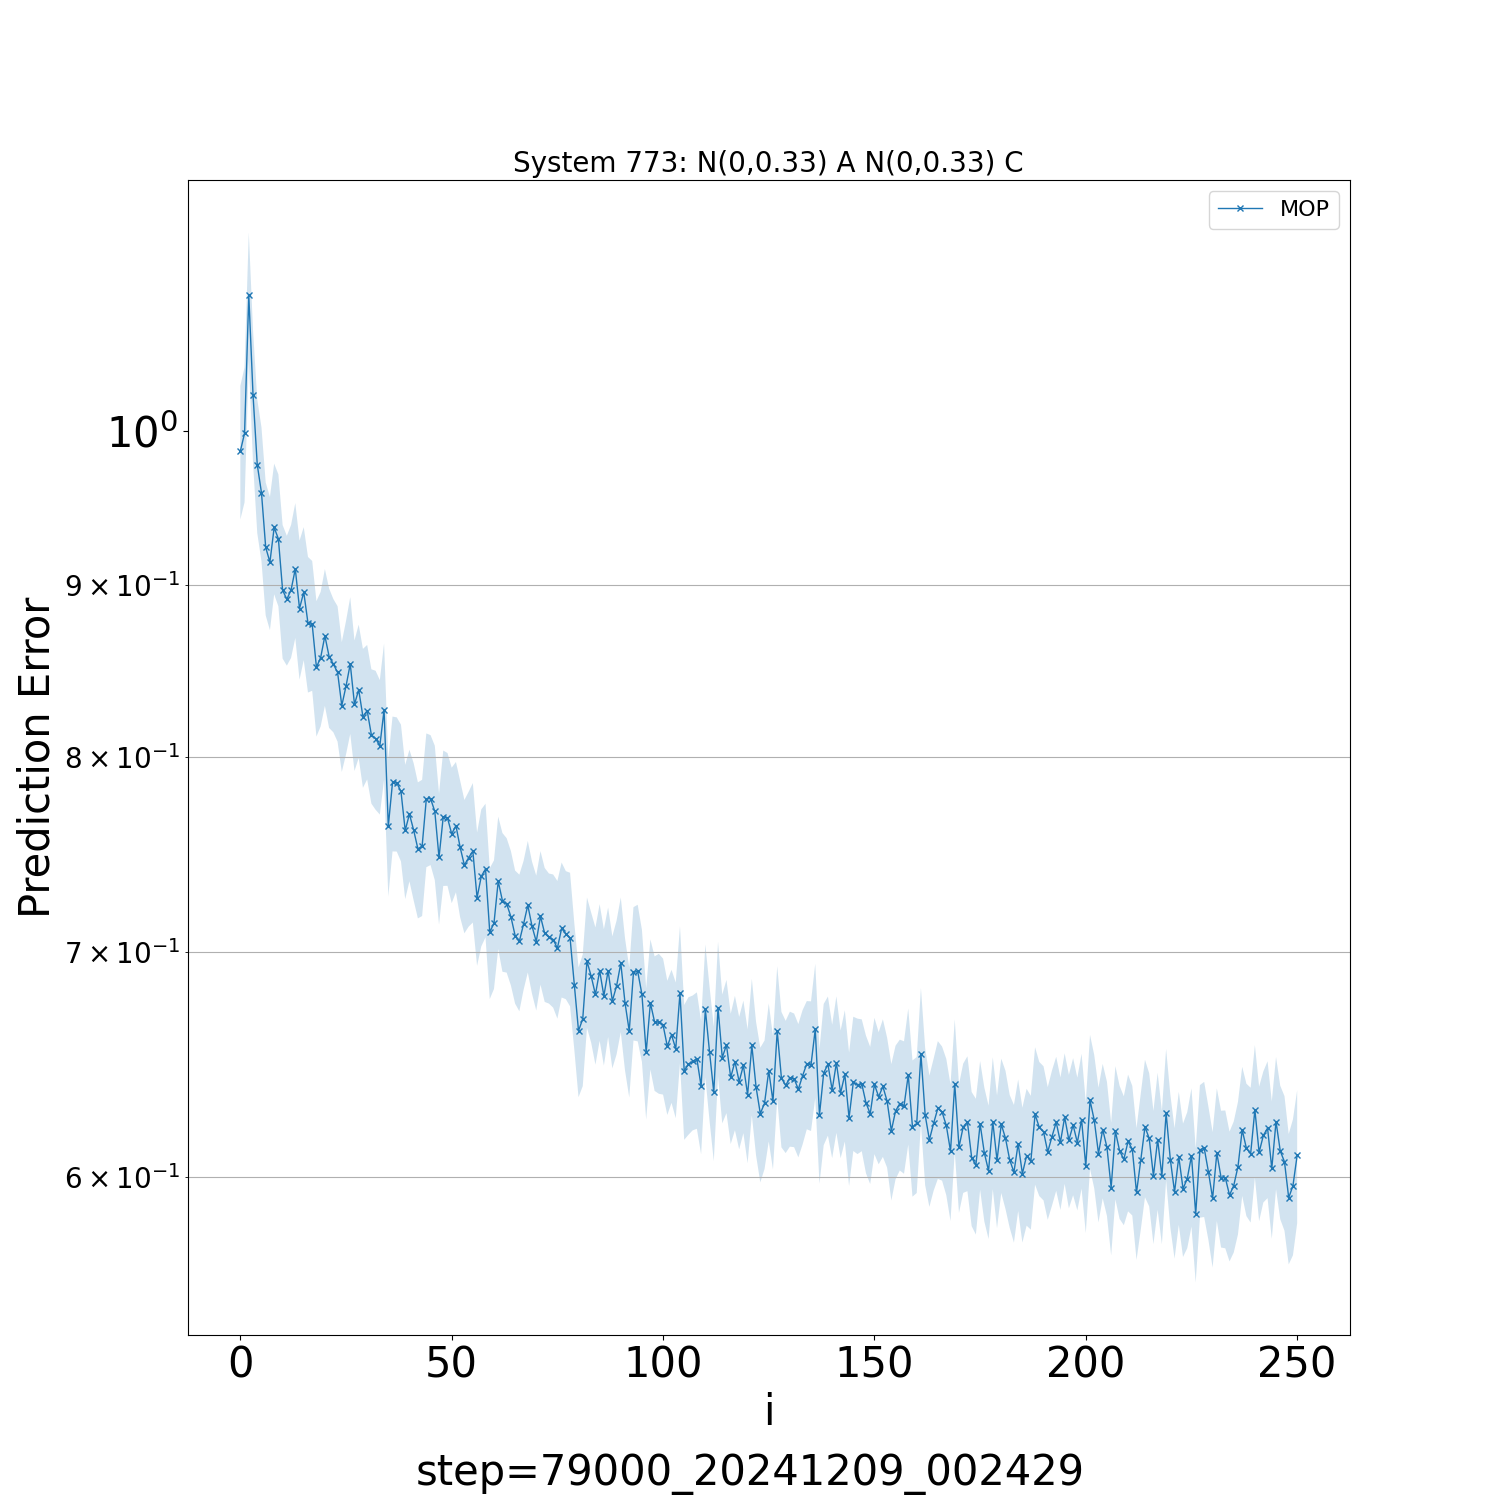 System 773: N(0,0.33) A N(0,0.33) C
MOP
Prediction Error
10⁰
9 × 10⁻¹
8 × 10⁻¹
7 × 10⁻¹
6 × 10⁻¹
0 50 100 150 200 250
i
step=79000_20241209_002429